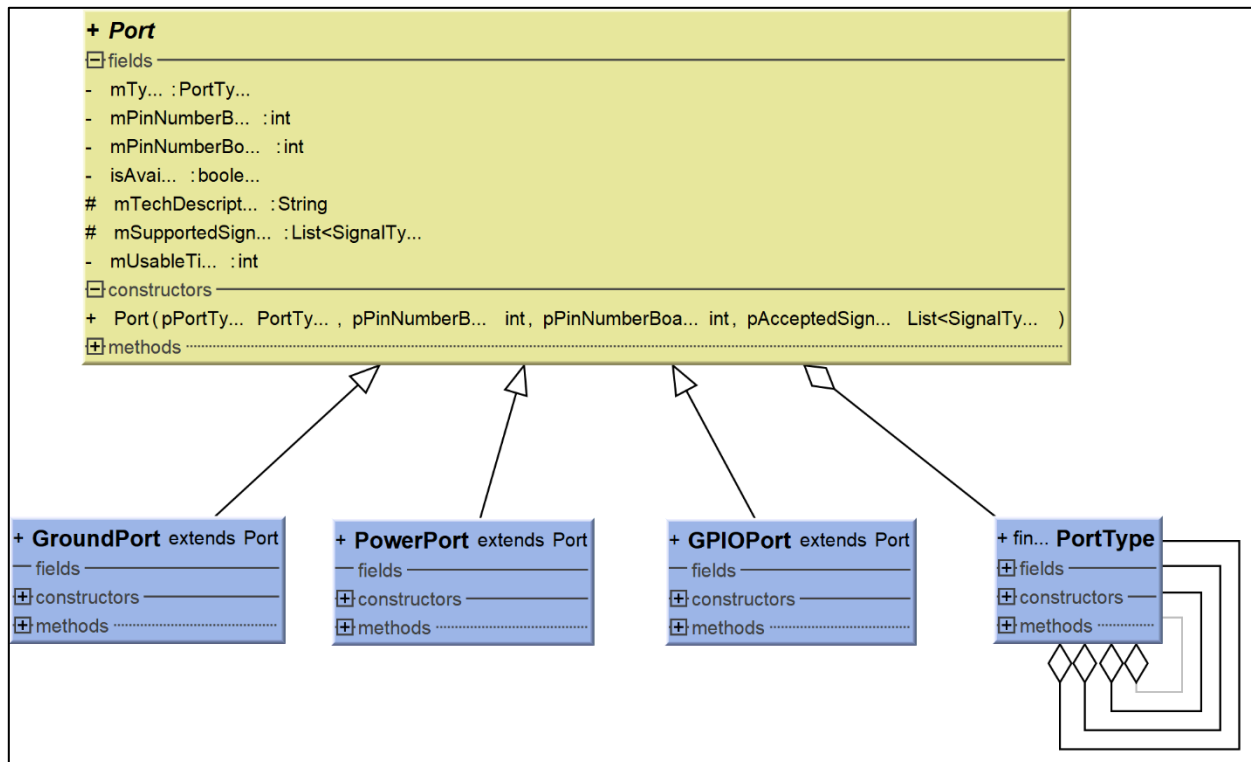 + Port
fields
- mTy... :PortTy...
- mPinNumberB... :int
- mPinNumberBo... :int
- isAvai... :boole...
# mTechDescript... :String
# mSupportedSign... :List<SignalTy...
- mUsableTi... :int
constructors
+ Port( pPortTy... PortTy... , pPinNumberB... int, pPinNumberBoa... int, pAcceptedSign... List<SignalTy... )
methods
+ GroundPort extends Port
fields
constructors
methods
+ PowerPort extends Port
fields
constructors
methods
+ GPIOPort extends Port
fields
constructors
methods
+ fin... PortType
fields
constructors
methods